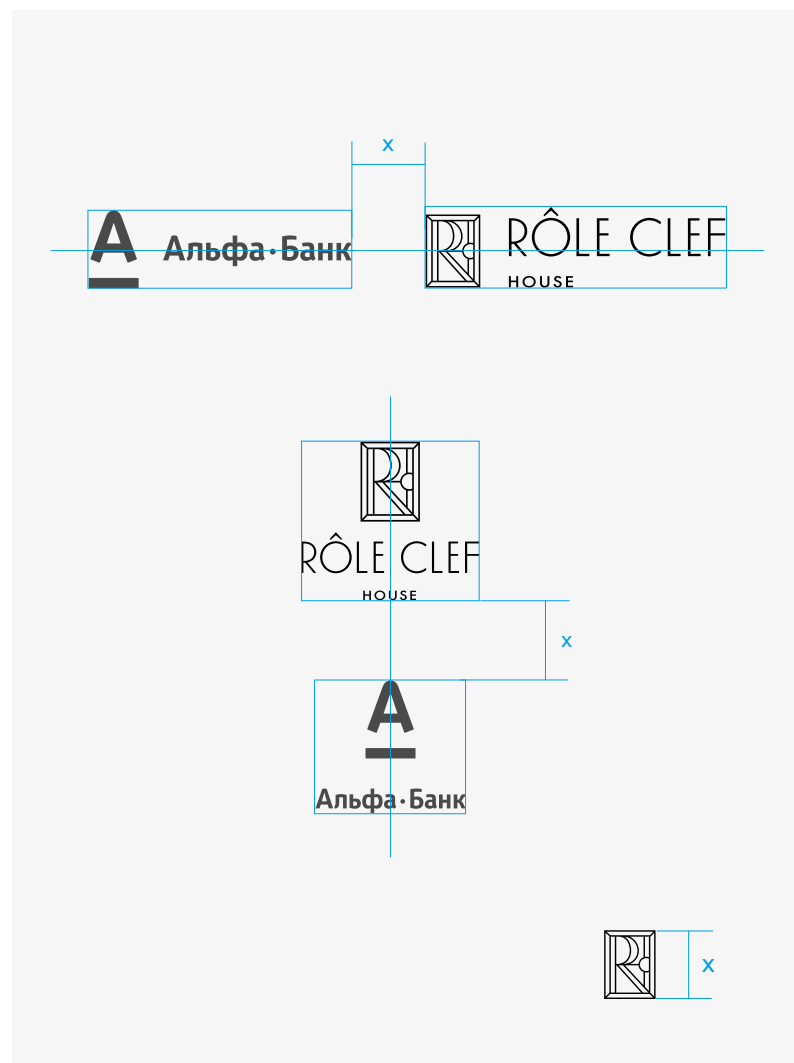 x
А Альфа·Банк
RÔLE CLEF
HOUSE
R
RÔLE CLEF
HOUSE
x
А
Альфа·Банк
R
x